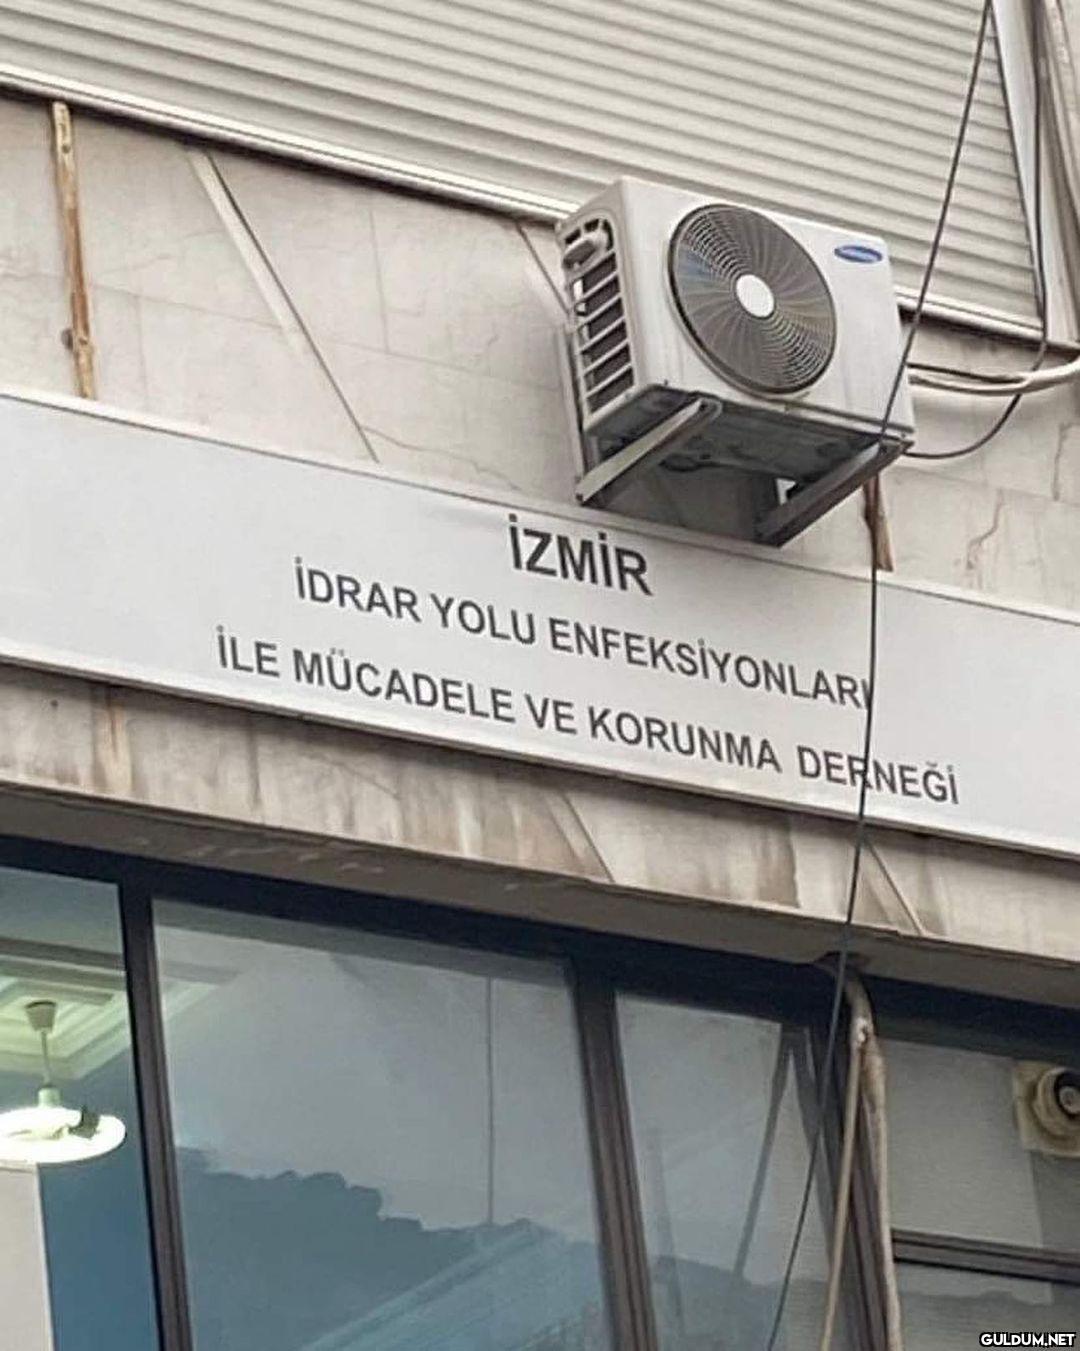 İZMİR
İDRAR YOLU ENFEKSİYONLARI
İLE MÜCADELE VE KORUNMA DERNEĞİ
GULDUM.NET